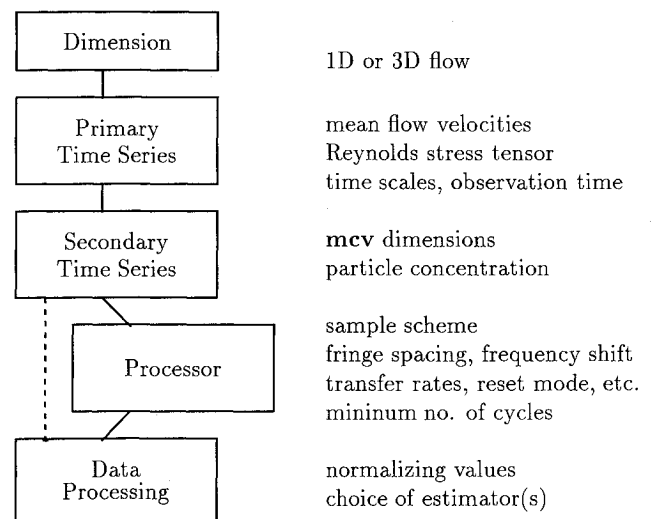 Dimension
1D or 3D flow
Primary
Time Series
mean flow velocities
Reynolds stress tensor
time scales, observation time
Secondary
Time Series
mcv dimensions
particle concentration
Processor
sample scheme
fringe spacing, frequency shift
transfer rates, reset mode, etc.
mininum no. of cycles
Data
Processing
normalizing values
choice of estimator(s)